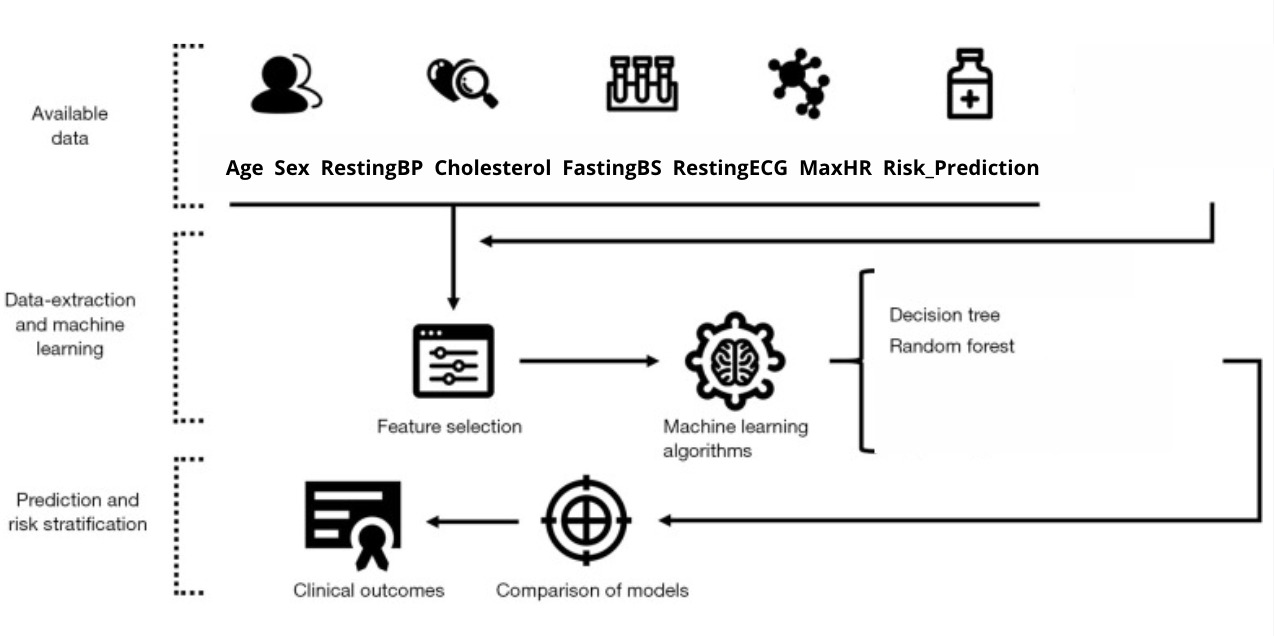 Available
data
Age Sex RestingBP Cholesterol FastingBS RestingECG MaxHR Risk_Prediction
Data-extraction
and machine
learning
Decision tree
Random forest
Feature selection
Machine learning
algorithms
Prediction and
risk stratification
Clinical outcomes
Comparison of models